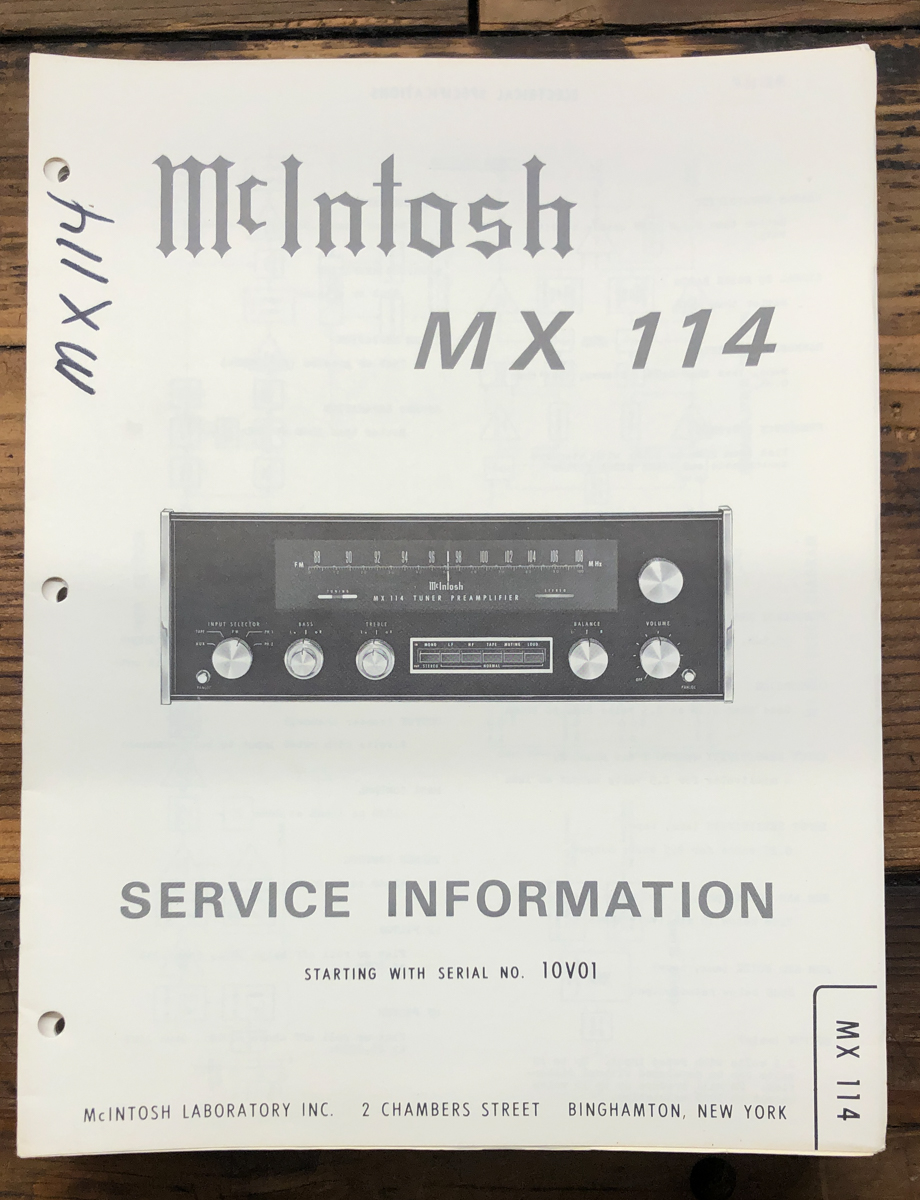 McIntosh
MX 114
MX 114
FM 88 90 92 94 96 98 100 102 104 106 108 MHz
McIntosh
TUNING STEREO
MX 114 TUNER PREAMPLIFIER
INPUT SELECTOR BASS TREBLE BALANCE VOLUME
MONO LF HF TAPE MUTING LOUD
STEREO NORMAL
SERVICE INFORMATION
STARTING WITH SERIAL NO. 10V01
MX 114
McINTOSH LABORATORY INC. 2 CHAMBERS STREET BINGHAMTON, NEW YORK